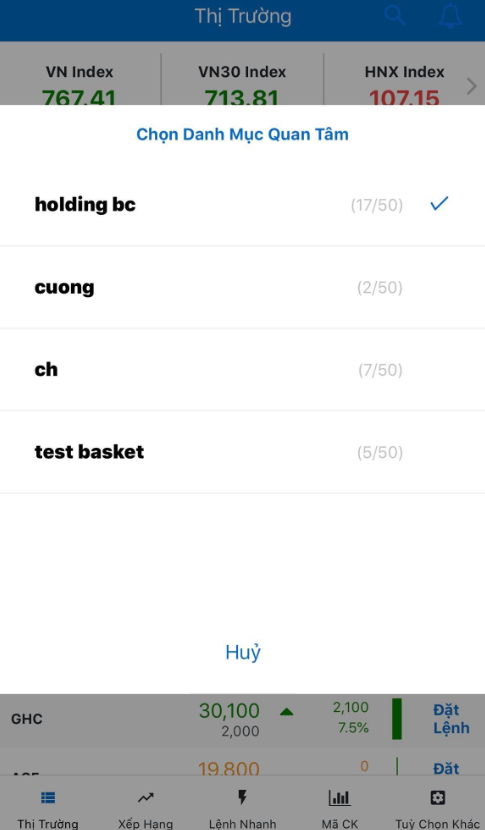 Thị Trường
VN Index
VN30 Index
HNX Index
767.41
713.81
107.15
Chọn Danh Mục Quan Tâm
holding bc (17/50)
cuong (2/50)
ch (7/50)
test basket (5/50)
Huỷ
GHC 30,100 2,100 Đặt
2,000 7.5% Lệnh
19,800 0 Đặt
Thị Trường Xếp Hạng Lệnh Nhanh Mã CK Tuỳ Chọn Khác